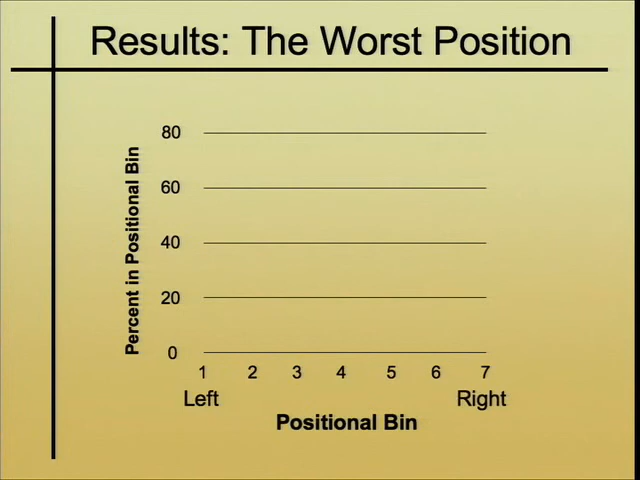 Results: The Worst Position
80
60
40
20
0
Percent in Positional Bin
1 2 3 4 5 6 7
Left Right
Positional Bin